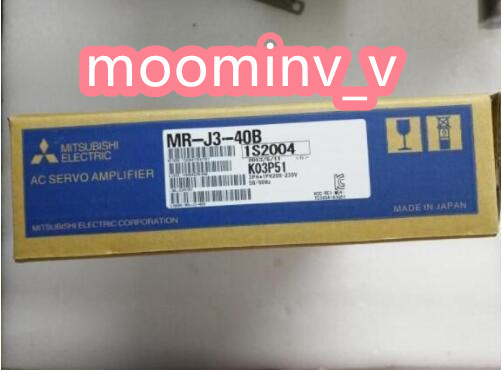 moominv_v
MITSUBISHI
ELECTRIC
AC SERVO AMPLIFIER
MITSUBISHI ELECTRIC CORPORATION
MR-J3-40B
1S2004
K03P51
MADE IN JAPAN